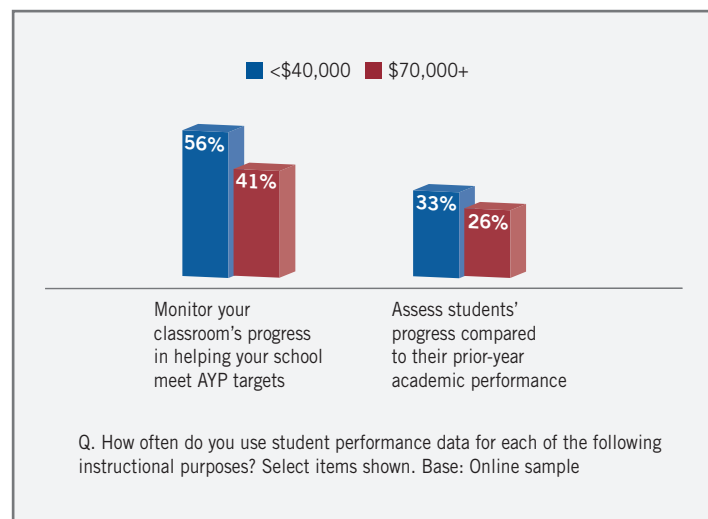 <$40,000 $70,000+
56%
41%
33%
26%
Monitor your
classroom's progress
in helping your school
meet AYP targets
Assess students'
progress compared
to their prior-year
academic performance
Q. How often do you use student performance data for each of the following
instructional purposes? Select items shown. Base: Online sample